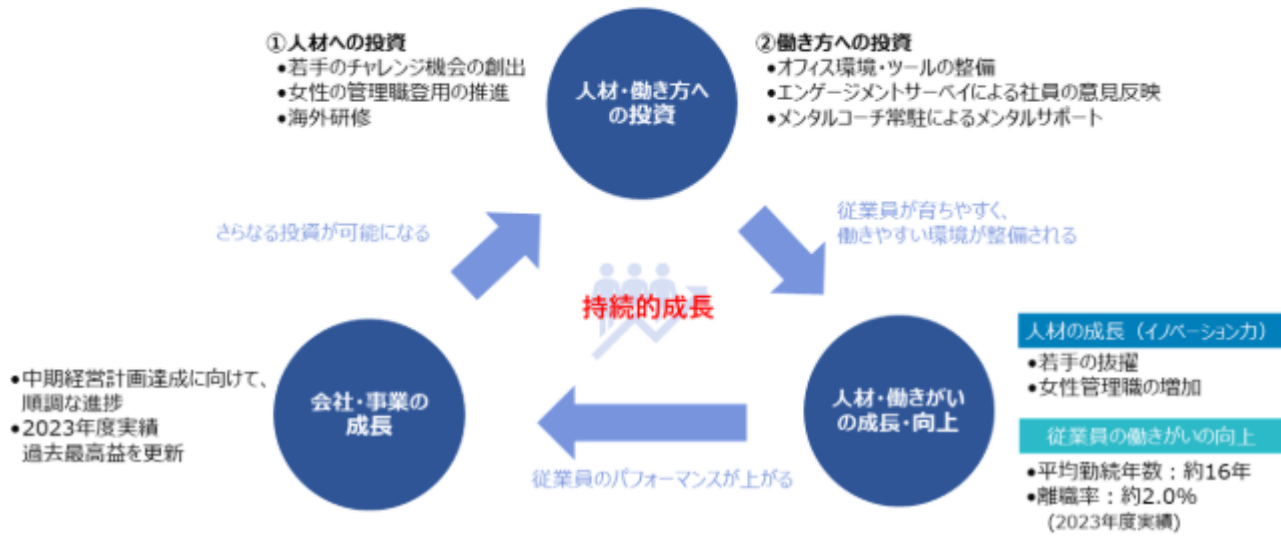 ①人材への投資
●若手のチャレンジ機会の創出
●女性の管理職登用の推進
●海外研修
人材・働き方へ
の投資
②働き方への投資
●オフィス環境・ツールの整備
●エンゲージメントサーベイによる社員の意見反映
●メンタルコーチ常駐によるメンタルサポート
さらなる投資が可能になる
従業員が育ちやすく、
働きやすい環境が整備される
持続的成長
●中期経営計画達成に向けて、
順調な進捗
●2023年度実績
過去最高益を更新
会社・事業の
成長
従業員のパフォーマンスが上がる
人材・働きがい
の成長・向上
人材の成長（イノベーション力）
●若手の抜擢
●女性管理職の増加
従業員の働きがいの向上
●平均勤続年数：約16年
●離職率：約2.0%
(2023年度実績)